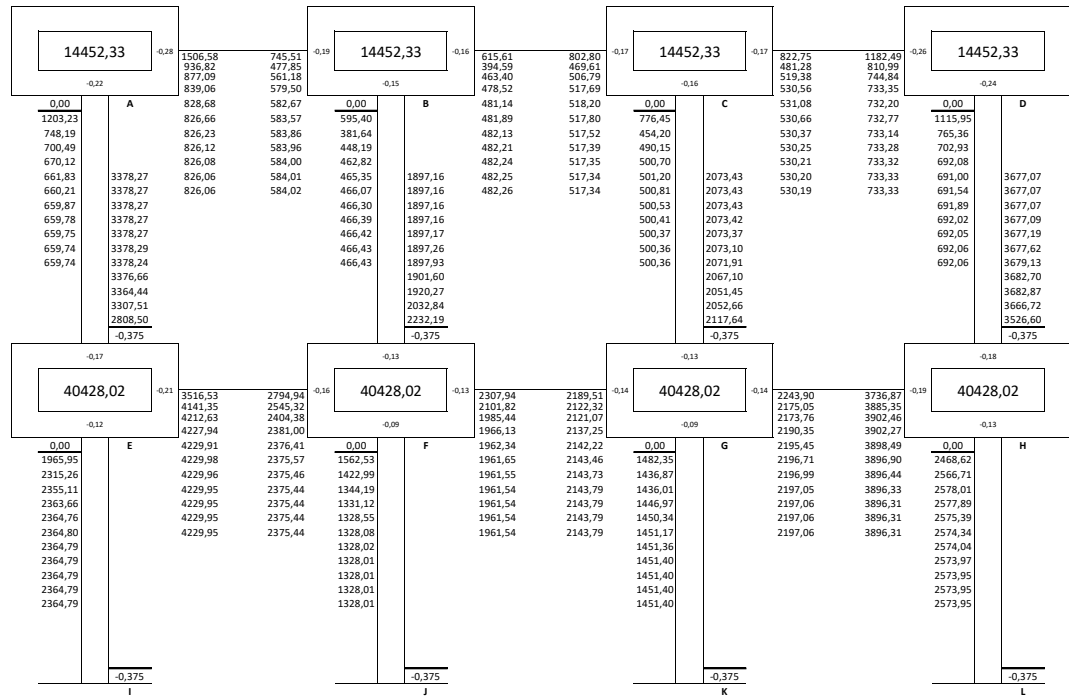 14452,33 -0,28 -0,19 14452,33 -0,16 -0,17 14452,33 -0,17 -0,26 14452,33
1506,58 745,51 615,61 802,80 822,75 1182,49
936,82 477,85 394,59 469,61 481,28 810,99
877,09 561,18 463,40 506,79 519,38 744,84
-0,22 -0,15 -0,16 -0,24
839,06 579,50 478,52 517,69 530,56 733,35
0,00 A 828,68 582,67 0,00 B 481,14 518,20 0,00 C 531,08 732,20 0,00 D
1203,23 826,66 583,57 595,40 481,89 517,80 776,45 530,66 732,77 1115,95
748,19 826,23 583,86 381,64 482,13 517,52 454,20 530,37 733,14 765,36
700,49 826,12 583,96 448,19 482,21 517,39 490,15 530,25 733,28 702,93
670,12 826,08 584,00 462,82 482,24 517,35 500,70 530,21 733,32 692,08
661,83 3378,27 826,06 584,01 465,35 1897,16 482,25 517,34 501,20 2073,43 530,20 733,33 691,00 3677,07
660,21 3378,27 826,06 584,02 466,07 1897,16 482,26 517,34 500,81 2073,43 530,19 733,33 691,54 3677,07
659,87 3378,27 466,30 1897,16 500,53 2073,43 691,89 3677,07
659,78 3378,27 466,39 1897,16 500,41 2073,42 692,02 3677,09
659,75 3378,27 466,42 1897,17 500,37 2073,37 692,05 3677,19
659,74 3378,29 466,43 1897,26 500,36 2073,10 692,06 3677,62
659,74 3378,24 466,43 1897,93 500,36 2071,91 692,06 3679,13
3376,66 1901,60 2067,10 3682,70
3364,44 1920,27 2051,45 3682,87
3307,51 2032,84 2052,66 3666,72
2808,50 2232,19 2117,64 3526,60
-0,375 -0,375 -0,375 -0,375
-0,17 -0,13 -0,13 -0,18
40428,02 -0,21 -0,16 40428,02 -0,13 -0,14 40428,02 -0,14 -0,19 40428,02
3516,53 2794,94 2307,94 2189,51 2243,90 3736,87
4141,35 2545,32 2101,82 2122,32 2175,05 3885,35
4212,63 2404,38 1985,44 2121,07 2173,76 3902,46
-0,12 -0,09 -0,09 -0,13
4227,94 2381,00 1966,13 2137,25 2190,35 3902,27
0,00 E 4229,91 2376,41 0,00 F 1962,34 2142,22 0,00 G 2195,45 3898,49 0,00 H
1965,95 4229,98 2375,57 1562,53 1961,65 2143,46 1482,35 2196,71 3896,90 2468,62
2315,26 4229,96 2375,46 1422,99 1961,55 2143,73 1436,87 2196,99 3896,44 2566,71
2355,11 4229,95 2375,44 1344,19 1961,54 2143,79 1436,01 2197,05 3896,33 2578,01
2363,66 4229,95 2375,44 1331,12 1961,54 2143,79 1446,97 2197,06 3896,31 2577,89
2364,76 4229,95 2375,44 1328,55 1961,54 2143,79 1450,34 2197,06 3896,31 2575,39
2364,80 4229,95 2375,44 1328,08 1961,54 2143,79 1451,17 2197,06 3896,31 2574,34
2364,79 1328,02 1451,36 2574,04
2364,79 1328,01 1451,40 2573,97
2364,79 1328,01 1451,40 2573,95
2364,79 1328,01 1451,40 2573,95
2364,79 1328,01 1451,40 2573,95
-0,375 -0,375 -0,375 -0,375
I J K L